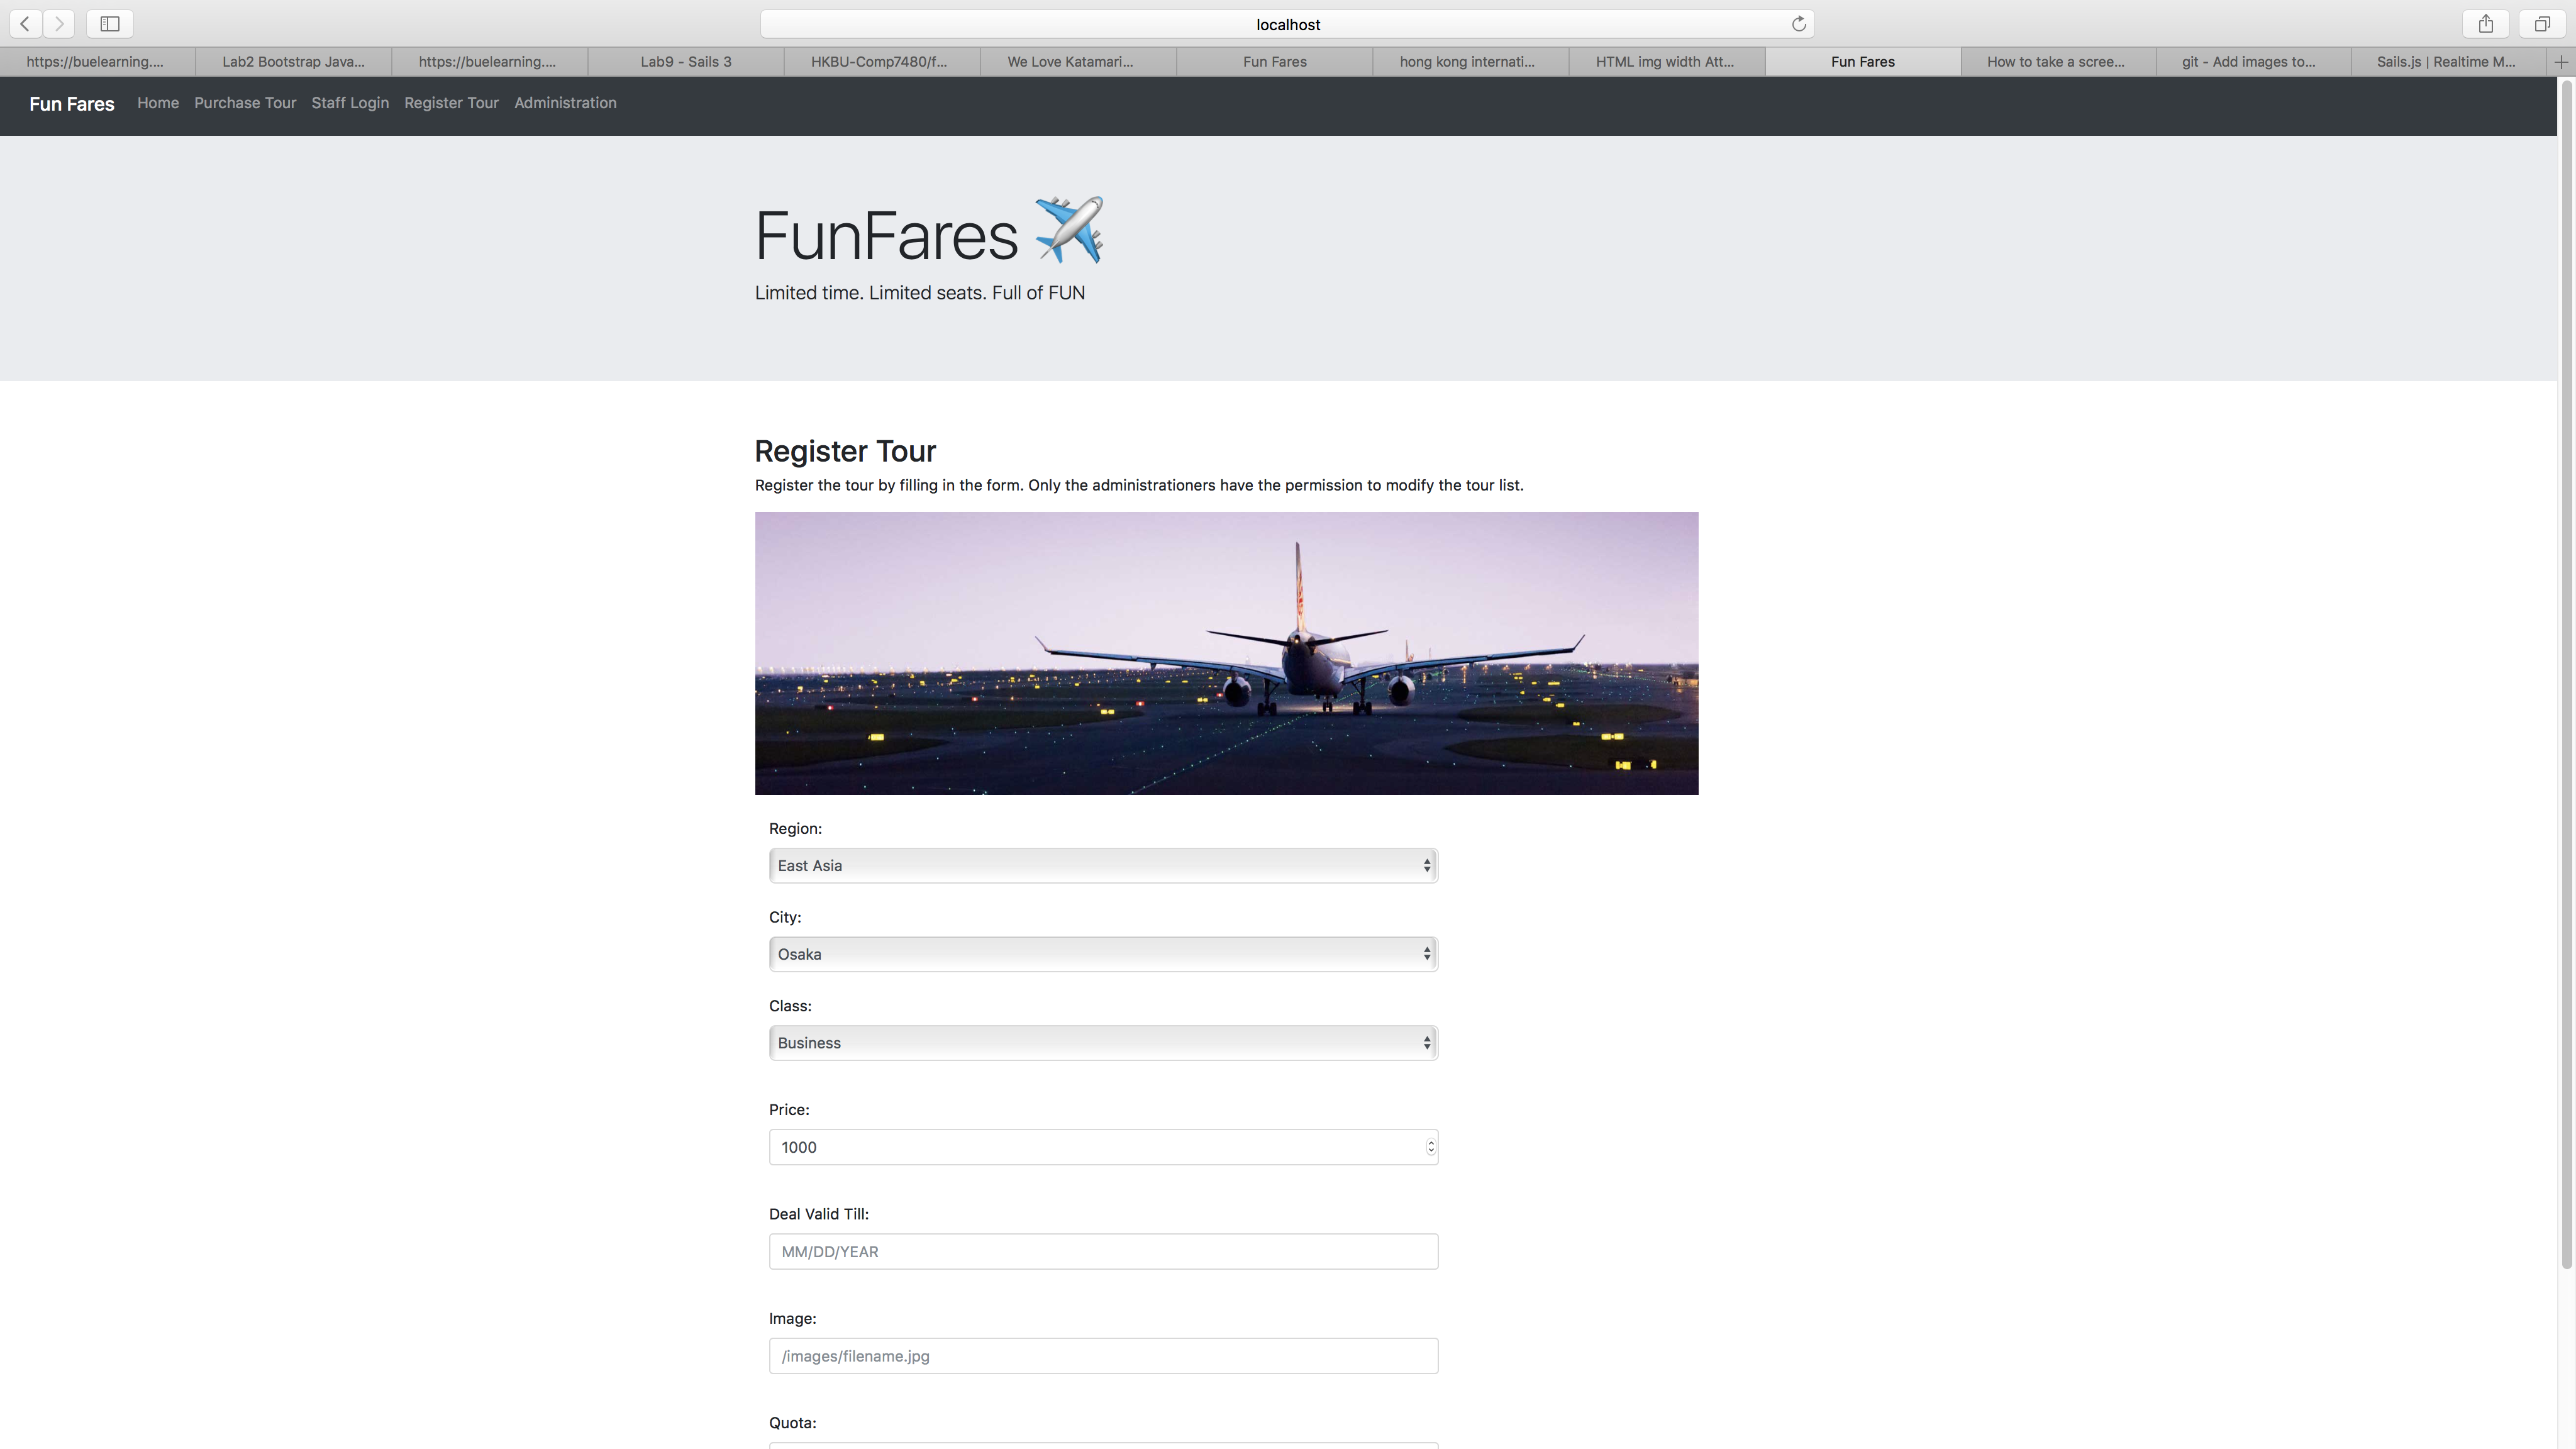 localhost
https://buelearning....
Lab2 Bootstrap Java...
https://buelearning....
Lab9 - Sails 3
HKBU-Comp7480/f...
We Love Katamari...
Fun Fares
hong kong internati...
HTML img width Att...
Fun Fares
How to take a scree...
git - Add images to...
Sails.js | Realtime M...
Fun Fares Home Purchase Tour Staff Login Register Tour Administration
FunFares ✈️
Limited time. Limited seats. Full of FUN
Register Tour
Register the tour by filling in the form. Only the administrationers have the permission to modify the tour list.
Region:
East Asia
City:
Osaka
Class:
Business
Price:
1000
Deal Valid Till:
MM/DD/YEAR
Image:
/images/filename.jpg
Quota: